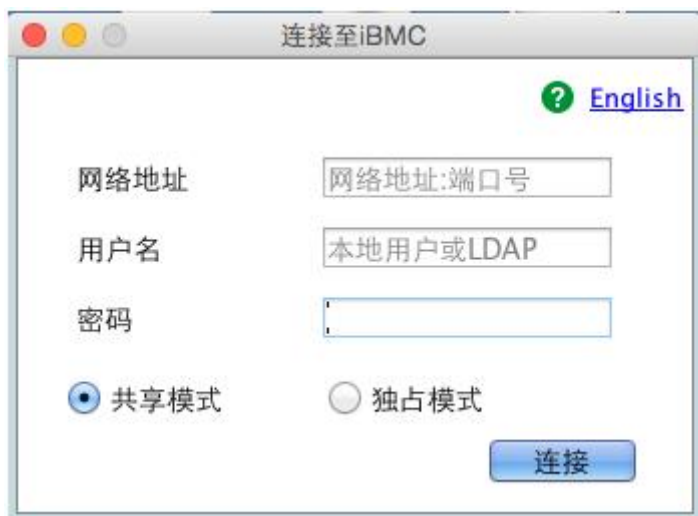 连接至iBMC
? English
网络地址 网络地址:端口号
用户名 本地用户或LDAP
密码
共享模式 独占模式
连接